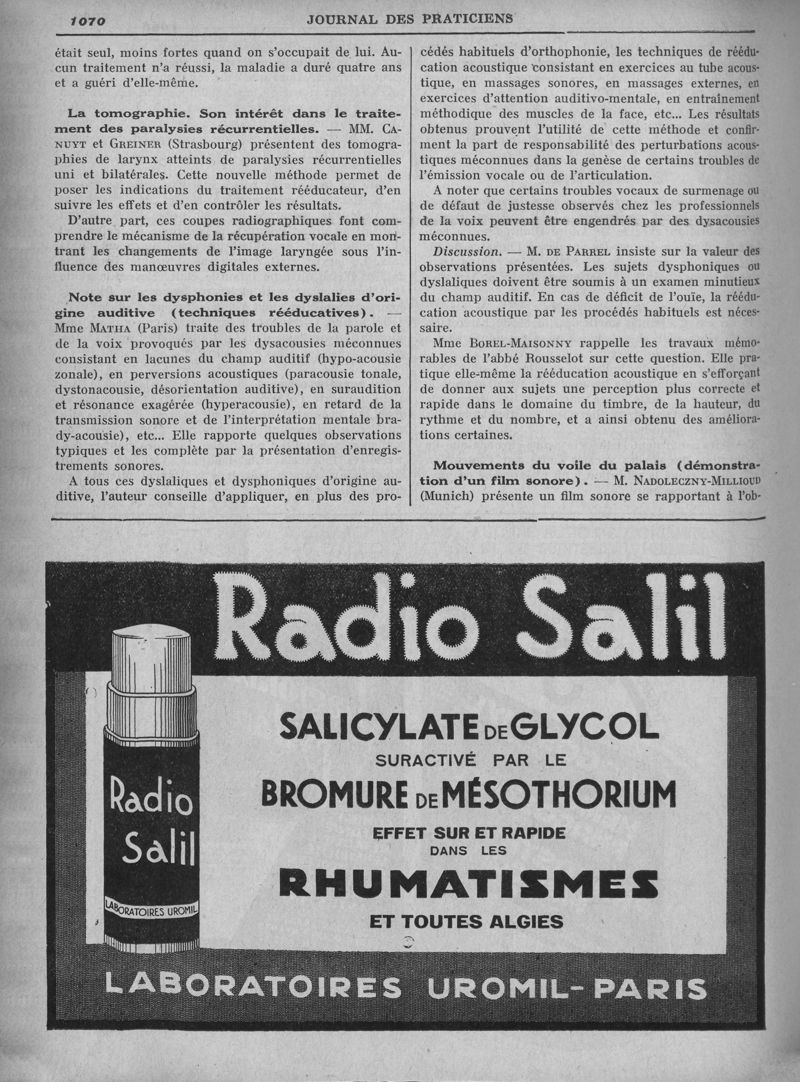 1070
JOURNAL DES PRATICIENS
était seul, moins fortes quand on s'occupait de lui. Au-
cun traitement n'a réussi, la maladie a duré quatre ans
et a guéri d'elle-même.
La tomographie. Son intérêt dans le traite-
ment des paralysies récurrentielles. — MM. CA-
NUYT et GREINER (Strasbourg) présentent des tomogra-
phies de larynx atteints de paralysies récurrentielles
uni et bilatérales. Cette nouvelle méthode permet de
poser les indications du traitement rééducateur, d'en
suivre les effets et d'en contrôler les résultats.
D'autre part, ces coupes radiographiques font com-
prendre le mécanisme de la récupération vocale en mon-
trant les changements de l'image laryngée sous l'in-
fluence des manœuvres digitales externes.
Note sur les dysphonies et les dyslalies d'ori-
gine auditive (techniques rééducatives). —
Mme MATHA (Paris) traite des troubles de la parole et
de la voix provoqués par les dysacousies méconnues
consistant en lacunes du champ auditif (hypo-acousie
zonale), en perversions acoustiques (paracousie tonale,
dystonacousie, désorientation auditive), en suraudition
et résonance exagérée (hyperacousie), en retard de la
transmission sonore et de l'interprétation mentale bra-
dy-acousie), etc... Elle rapporte quelques observations
typiques et les complète par la présentation d'enregis-
trements sonores.
A tous ces dyslaliques et dysphoniques d'origine au-
ditive, l'auteur conseille d'appliquer, en plus des pro-
cédés habituels d'orthophonie, les techniques de réédu-
cation acoustique consistant en exercices au tube acous-
tique, en massages sonores, en massages externes, en
exercices d'attention auditivo-mentale, en entraînement
méthodique des muscles de la face, etc... Les résultats
obtenus prouvent l'utilité de cette méthode et confir-
ment la part de responsabilité des perturbations acous-
tiques méconnues dans la genèse de certains troubles de
l'émission vocale ou de l'articulation.
A noter que certains troubles vocaux de surmenage ou
de défaut de justesse observés chez les professionnels
de la voix peuvent être engendrés par des dysacousies
méconnues.
Discussion. — M. DE PARREL insiste sur la valeur des
observations présentées. Les sujets dysphoniques ou
dyslaliques doivent être soumis à un examen minutieux
du champ auditif. En cas de déficit de l'ouïe, la réédu-
cation acoustique par les procédés habituels est néces-
saire.
Mme BOREL-MAISONNY rappelle les travaux mémo-
rables de l'abbé Rousselot sur cette question. Elle pra-
tique elle-même la rééducation acoustique en s'efforçant
de donner aux sujets une perception plus correcte et
rapide dans le domaine du timbre, de la hauteur, du
rythme et du nombre, et a ainsi obtenu des améliora-
tions certaines.
Mouvements du voile du palais (démonstra-
tion d'un film sonore). — M. NADOLECZNY-MILLIOUD
(Munich) présente un film sonore se rapportant à l'ob-
Radio Salil
SALICYLATE DE GLYCOL
SURACTIVÉ PAR LE
BROMURE DE MÉSOTHORIUM
EFFET SUR ET RAPIDE
DANS LES
RHUMATISMES
ET TOUTES ALGIES
Radio
Salil
LABORATOIRES UROMIL
LABORATOIRES UROMIL-PARIS